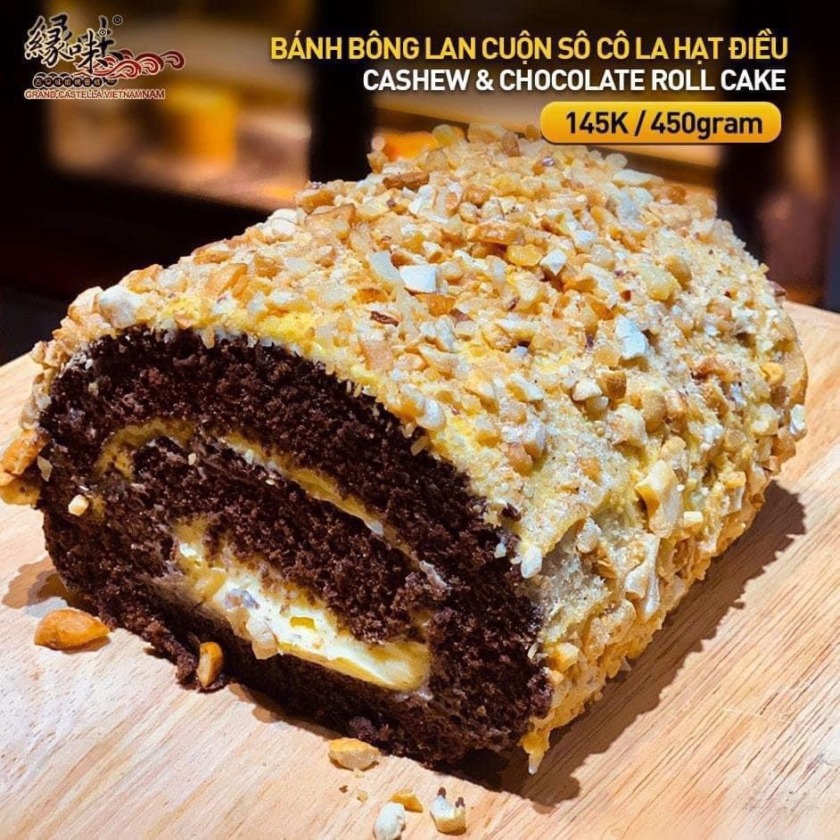 緣味
GRAND CASTELLA VIETNAMNAM
BÁNH BÔNG LAN CUỘN SÔ CÔ LA HẠT ĐIỀU
CASHEW & CHOCOLATE ROLL CAKE
145K / 450gram